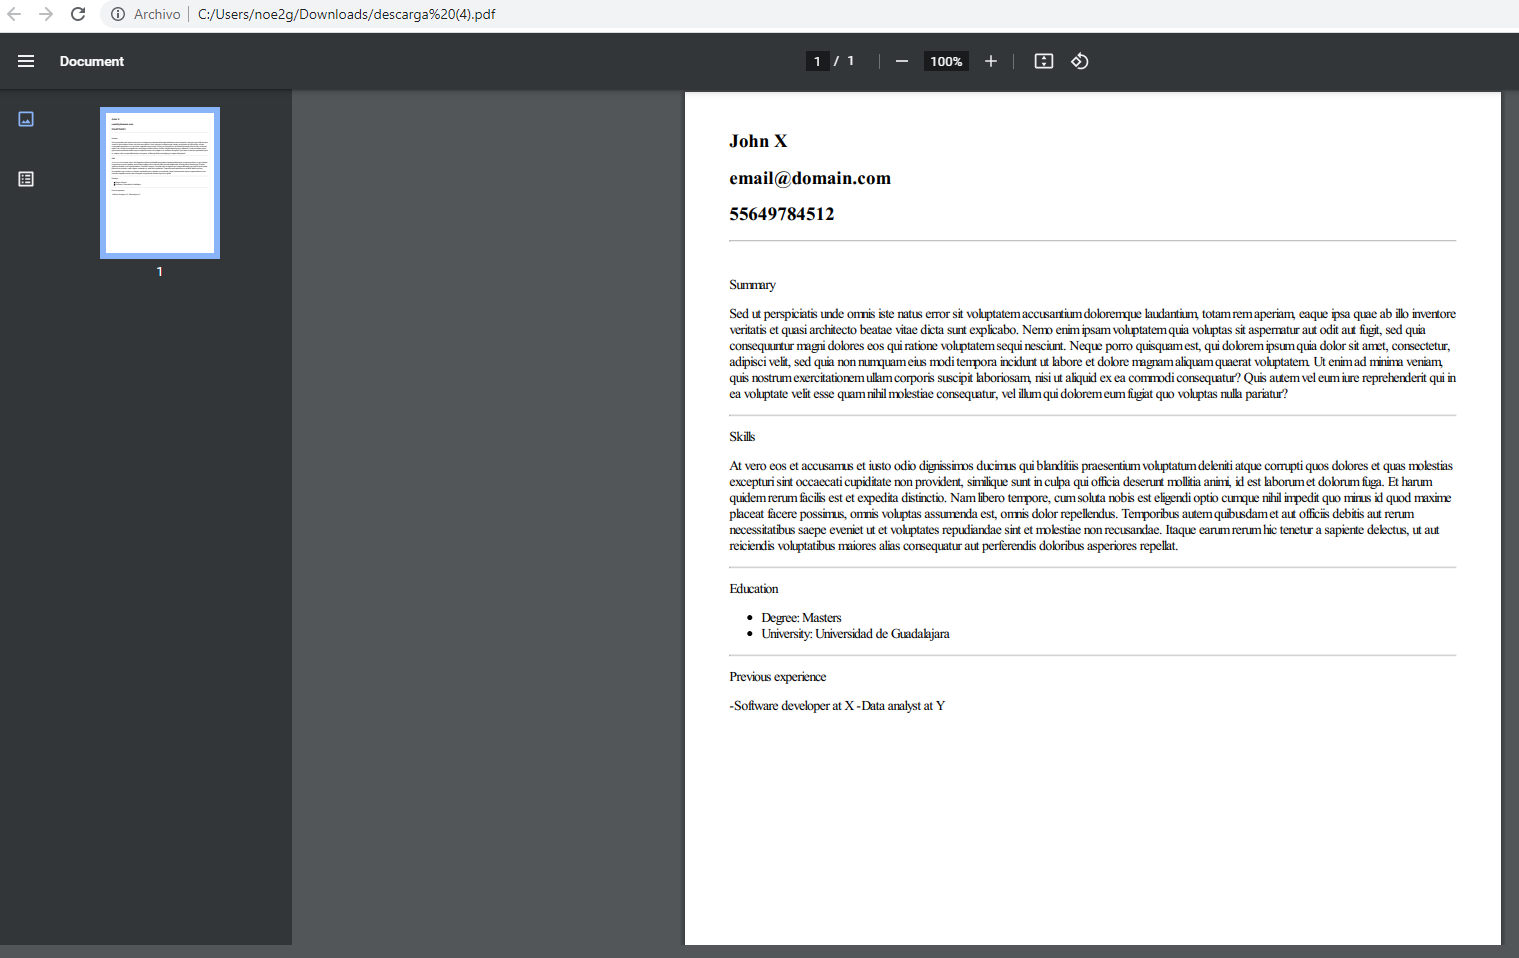 Archivo C:/Users/noe2g/Downloads/descarga%20(4).pdf
Document 1 / 1 100%
1
John X
email@domain.com
55649784512
Summary
Sed ut perspiciatis unde omnis iste natus error sit voluptatem accusantium doloremque laudantium, totam rem aperiam, eaque ipsa quae ab illo inventore
veritatis et quasi architecto beatae vitae dicta sunt explicabo. Nemo enim ipsam voluptatem quia voluptas sit aspernatur aut odit aut fugit, sed quia
consequuntur magni dolores eos qui ratione voluptatem sequi nesciunt. Neque porro quisquam est, qui dolorem ipsum quia dolor sit amet, consectetur,
adipisci velit, sed quia non numquam eius modi tempora incidunt ut labore et dolore magnam aliquam quaerat voluptatem. Ut enim ad minima veniam,
quis nostrum exercitationem ullam corporis suscipit laboriosam, nisi ut aliquid ex ea commodi consequatur? Quis autem vel eum iure reprehenderit qui in
ea voluptate velit esse quam nihil molestiae consequatur, vel illum qui dolorem eum fugiat quo voluptas nulla pariatur?
Skills
At vero eos et accusamus et iusto odio dignissimos ducimus qui blanditiis praesentium voluptatum deleniti atque corrupti quos dolores et quas molestias
excepturi sint occaecati cupiditate non provident, similique sunt in culpa qui officia deserunt mollitia animi, id est laborum et dolorum fuga. Et harum
quidem rerum facilis est et expedita distinctio. Nam libero tempore, cum soluta nobis est eligendi optio cumque nihil impedit quo minus id quod maxime
placeat facere possimus, omnis voluptas assumenda est, omnis dolor repellendus. Temporibus autem quibusdam et aut officiis debitis aut rerum
necessitatibus saepe eveniet ut et voluptates repudiandae sint et molestiae non recusandae. Itaque earum rerum hic tenetur a sapiente delectus, ut aut
reiciendis voluptatibus maiores alias consequatur aut perferendis doloribus asperiores repellat.
Education
• Degree: Masters
• University: Universidad de Guadalajara
Previous experience
-Software developer at X -Data analyst at Y